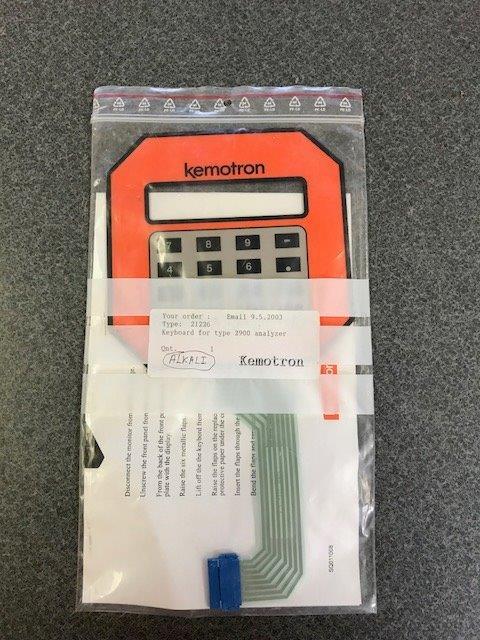 kemotron
7 8 9 -
4 5 6 .
Your order : Email 9.5.2003
Type: 21226
Keyboard for type 2900 analyzer
Qnt. 1
ALKALI
Kemotron
Disconnect the monitor from
Unscrew the front panel from
From the back of the front
plate with the display
Raise the six metallic flaps
Lift off the the keybord from
Raise the flaps on the replac
protective paper under the
Insert the flaps through the
Bend the flaps and
SQ011008